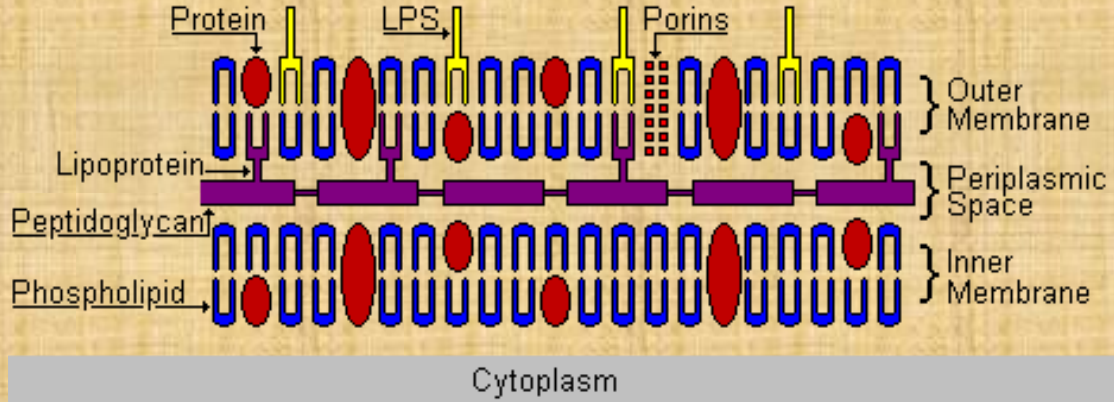 Protein
LPS
Porins
Outer
Membrane
Lipoprotein
Periplasmic
Space
Peptidoglycan
Inner
Membrane
Phospholipid
Cytoplasm